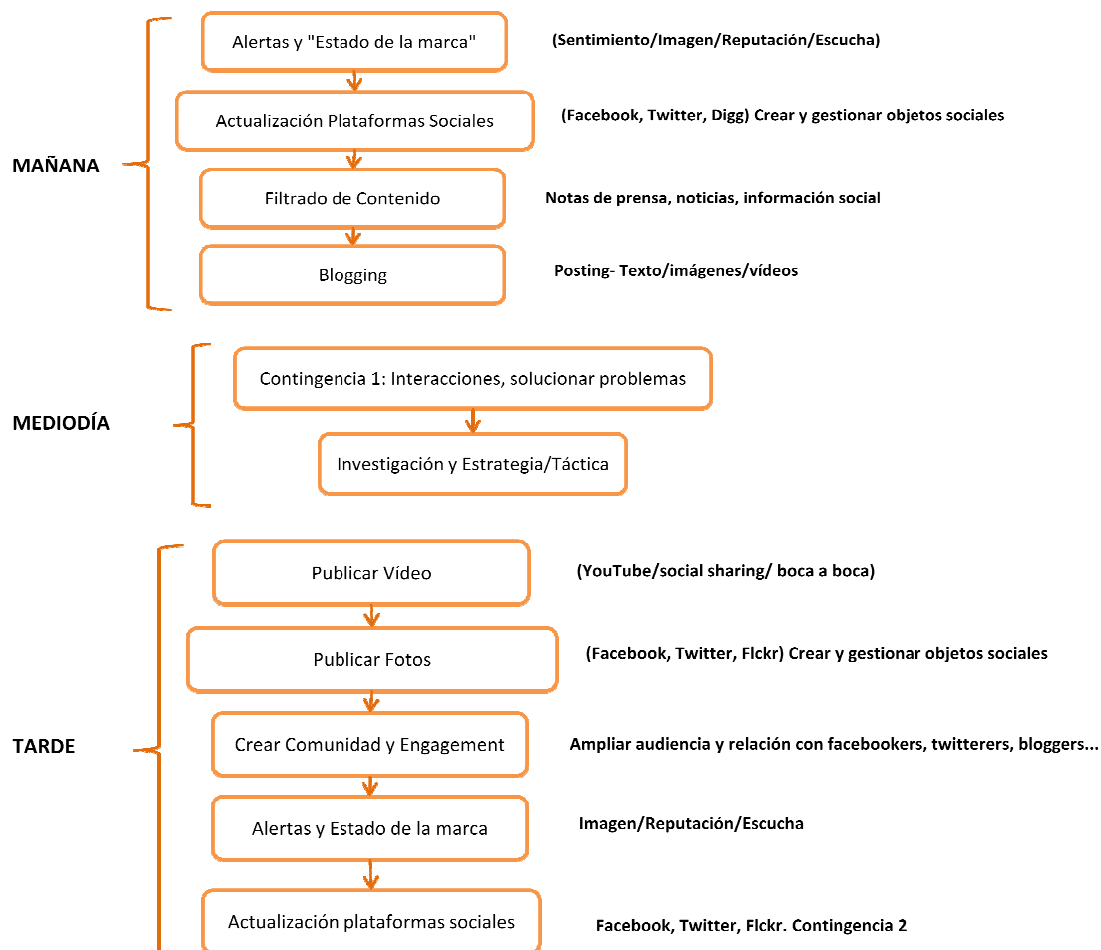 Alertas y "Estado de la marca"
(Sentimiento/Imagen/Reputación/Escucha)
Actualización Plataformas Sociales
(Facebook, Twitter, Digg) Crear y gestionar objetos sociales
MAÑANA
Filtrado de Contenido
Notas de prensa, noticias, información social
Blogging
Posting- Texto/imágenes/vídeos
Contingencia 1: Interacciones, solucionar problemas
MEDIODÍA
Investigación y Estrategia/Táctica
Publicar Vídeo
(YouTube/social sharing/ boca a boca)
Publicar Fotos
(Facebook, Twitter, Flckr) Crear y gestionar objetos sociales
TARDE
Crear Comunidad y Engagement
Ampliar audiencia y relación con facebookers, twitterers, bloggers...
Alertas y Estado de la marca
Imagen/Reputación/Escucha
Actualización plataformas sociales
Facebook, Twitter, Flckr. Contingencia 2